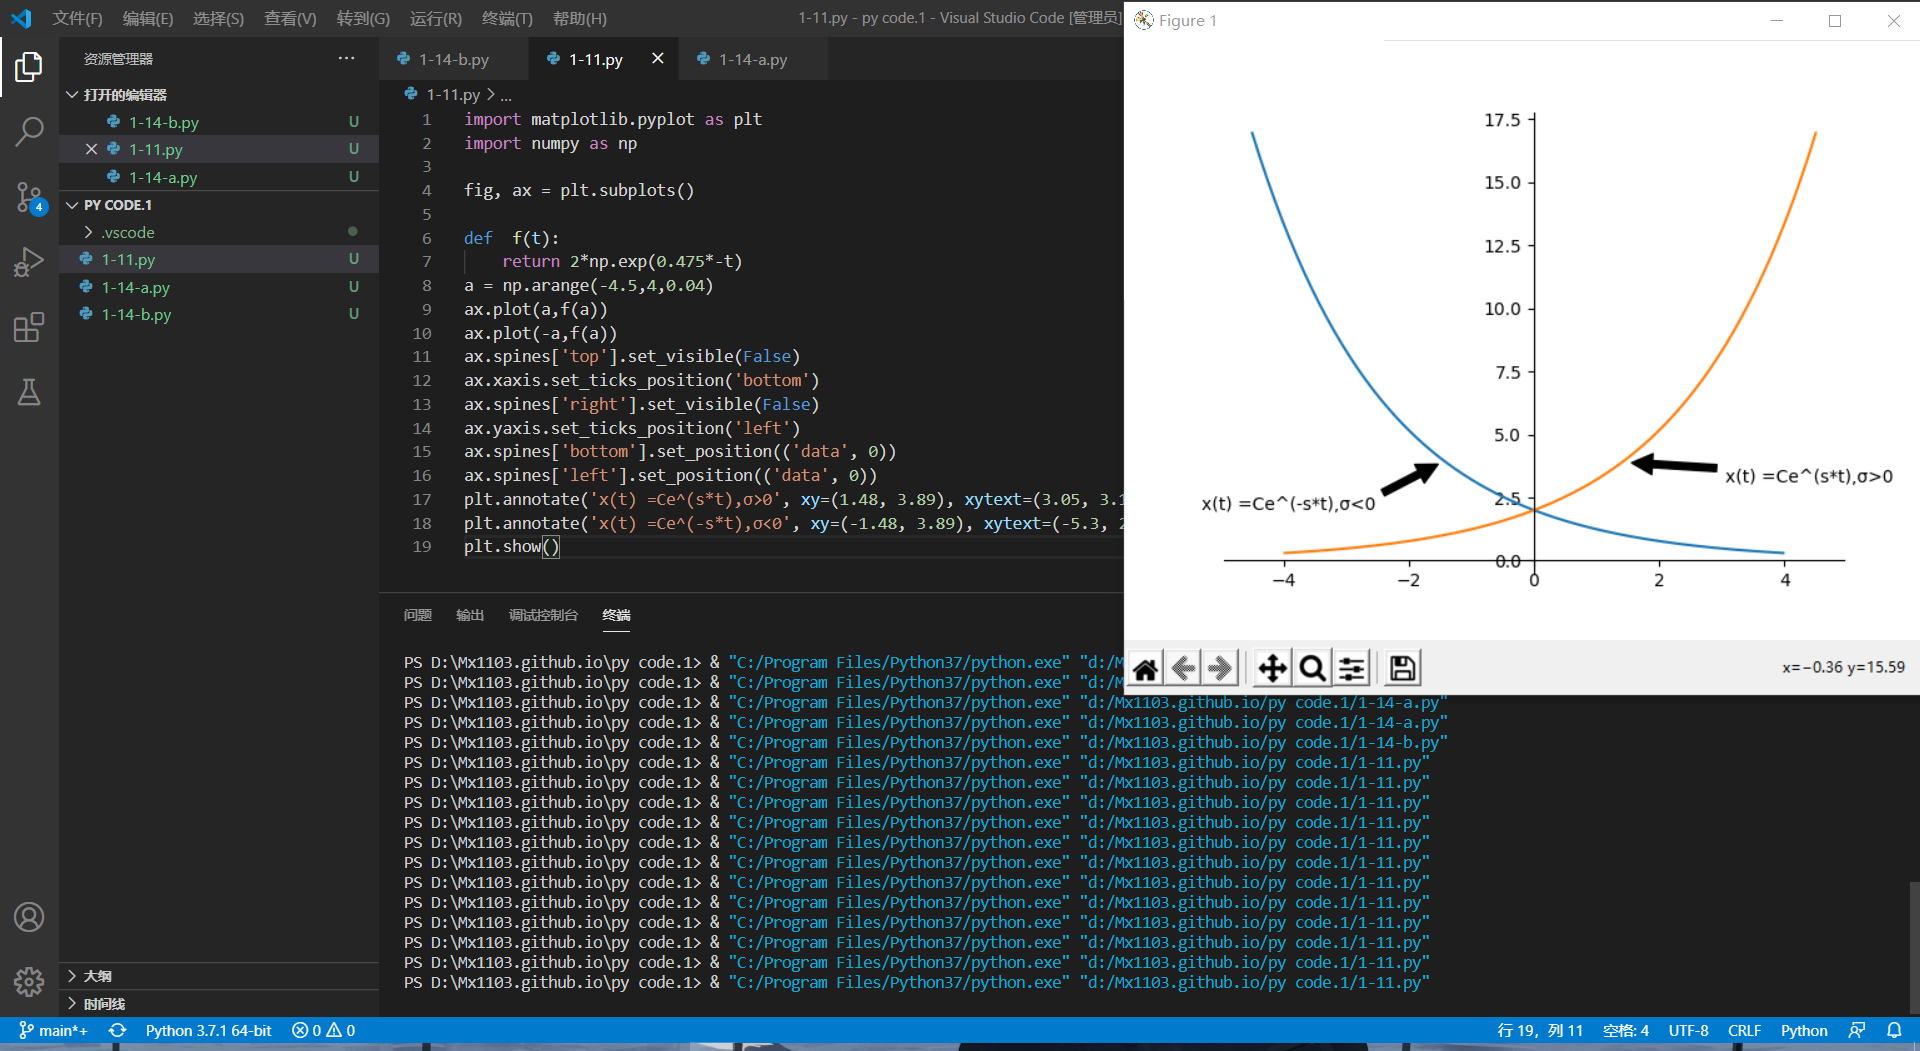 文件(F) 编辑(E) 选择(S) 查看(V) 转到(G) 运行(R) 终端(T) 帮助(H) 1-11.py - py code.1 - Visual Studio Code [管理员]
资源管理器
打开的编辑器
1-14-b.py U
1-11.py U
1-14-a.py U
PY CODE.1
.vscode
1-11.py U
1-14-a.py U
1-14-b.py U
大纲
时间线
4
1-14-b.py 1-11.py 1-14-a.py
1-11.py > ...
1 import matplotlib.pyplot as plt
2 import numpy as np
3
4 fig, ax = plt.subplots()
5
6 def  f(t):
7     return 2*np.exp(0.475*-t)
8 a = np.arange(-4.5,4,0.04)
9 ax.plot(a,f(a))
10 ax.plot(-a,f(a))
11 ax.spines['top'].set_visible(False)
12 ax.xaxis.set_ticks_position('bottom')
13 ax.spines['right'].set_visible(False)
14 ax.yaxis.set_ticks_position('left')
15 ax.spines['bottom'].set_position(('data', 0))
16 ax.spines['left'].set_position(('data', 0))
17 plt.annotate('x(t) =Ce^(s*t),σ>0', xy=(1.48, 3.89), xytext=(3.05, 3.1
18 plt.annotate('x(t) =Ce^(-s*t),σ<0', xy=(-1.48, 3.89), xytext=(-5.3, 2
19 plt.show()
Figure 1
17.5
15.0
12.5
10.0
7.5
5.0
2.5
0.0
x(t) =Ce^(s*t),σ>0
x(t) =Ce^(-s*t),σ<0
−4 −2 0 2 4
x=−0.36 y=15.59
问题 输出 调试控制台 终端
PS D:\Mx1103.github.io\py code.1> & "C:/Program Files/Python37/python.exe" "d:/M
PS D:\Mx1103.github.io\py code.1> & "C:/Program Files/Python37/python.exe" "d:/M
PS D:\Mx1103.github.io\py code.1> & "C:/Program Files/Python37/python.exe" "d:/Mx1103.github.io/py code.1/1-14-a.py"
PS D:\Mx1103.github.io\py code.1> & "C:/Program Files/Python37/python.exe" "d:/Mx1103.github.io/py code.1/1-14-a.py"
PS D:\Mx1103.github.io\py code.1> & "C:/Program Files/Python37/python.exe" "d:/Mx1103.github.io/py code.1/1-14-b.py"
PS D:\Mx1103.github.io\py code.1> & "C:/Program Files/Python37/python.exe" "d:/Mx1103.github.io/py code.1/1-11.py"
PS D:\Mx1103.github.io\py code.1> & "C:/Program Files/Python37/python.exe" "d:/Mx1103.github.io/py code.1/1-11.py"
PS D:\Mx1103.github.io\py code.1> & "C:/Program Files/Python37/python.exe" "d:/Mx1103.github.io/py code.1/1-11.py"
PS D:\Mx1103.github.io\py code.1> & "C:/Program Files/Python37/python.exe" "d:/Mx1103.github.io/py code.1/1-11.py"
PS D:\Mx1103.github.io\py code.1> & "C:/Program Files/Python37/python.exe" "d:/Mx1103.github.io/py code.1/1-11.py"
PS D:\Mx1103.github.io\py code.1> & "C:/Program Files/Python37/python.exe" "d:/Mx1103.github.io/py code.1/1-11.py"
PS D:\Mx1103.github.io\py code.1> & "C:/Program Files/Python37/python.exe" "d:/Mx1103.github.io/py code.1/1-11.py"
PS D:\Mx1103.github.io\py code.1> & "C:/Program Files/Python37/python.exe" "d:/Mx1103.github.io/py code.1/1-11.py"
PS D:\Mx1103.github.io\py code.1> & "C:/Program Files/Python37/python.exe" "d:/Mx1103.github.io/py code.1/1-11.py"
PS D:\Mx1103.github.io\py code.1> & "C:/Program Files/Python37/python.exe" "d:/Mx1103.github.io/py code.1/1-11.py"
PS D:\Mx1103.github.io\py code.1> & "C:/Program Files/Python37/python.exe" "d:/Mx1103.github.io/py code.1/1-11.py"
PS D:\Mx1103.github.io\py code.1> & "C:/Program Files/Python37/python.exe" "d:/Mx1103.github.io/py code.1/1-11.py"
main*+ Python 3.7.1 64-bit 0 0 行 19，列 11 空格: 4 UTF-8 CRLF Python